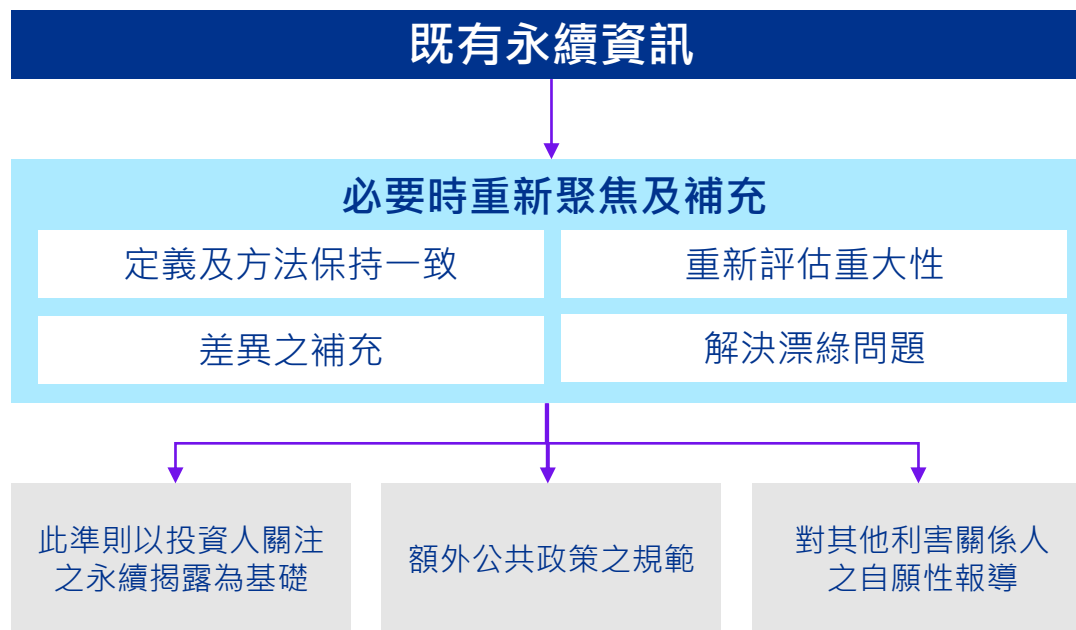 既有永續資訊
必要時重新聚焦及補充
定義及方法保持一致
重新評估重大性
差異之補充
解決漂綠問題
此準則以投資人關注
之永續揭露為基礎
額外公共政策之規範
對其他利害關係人
之自願性報導